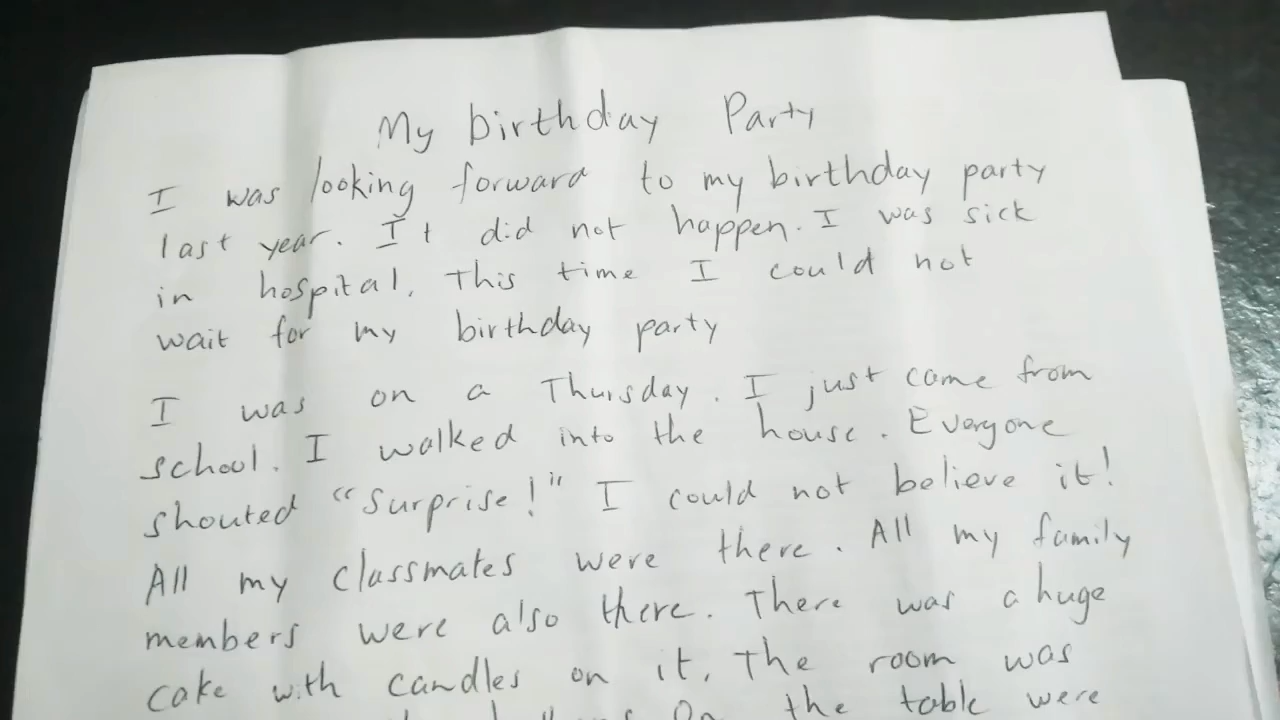 My birthday Party
I was looking forward to my birthday party
last year. It did not happen. I was sick
in hospital. This time I could not
wait for my birthday party
I was on a Thursday. I just came from
school. I walked into the house. Everyone
shouted "Surprise!" I could not believe it!
All my classmates were there. All my family
members were also there. There was a huge
cake with candles on it. The room was
On the table were